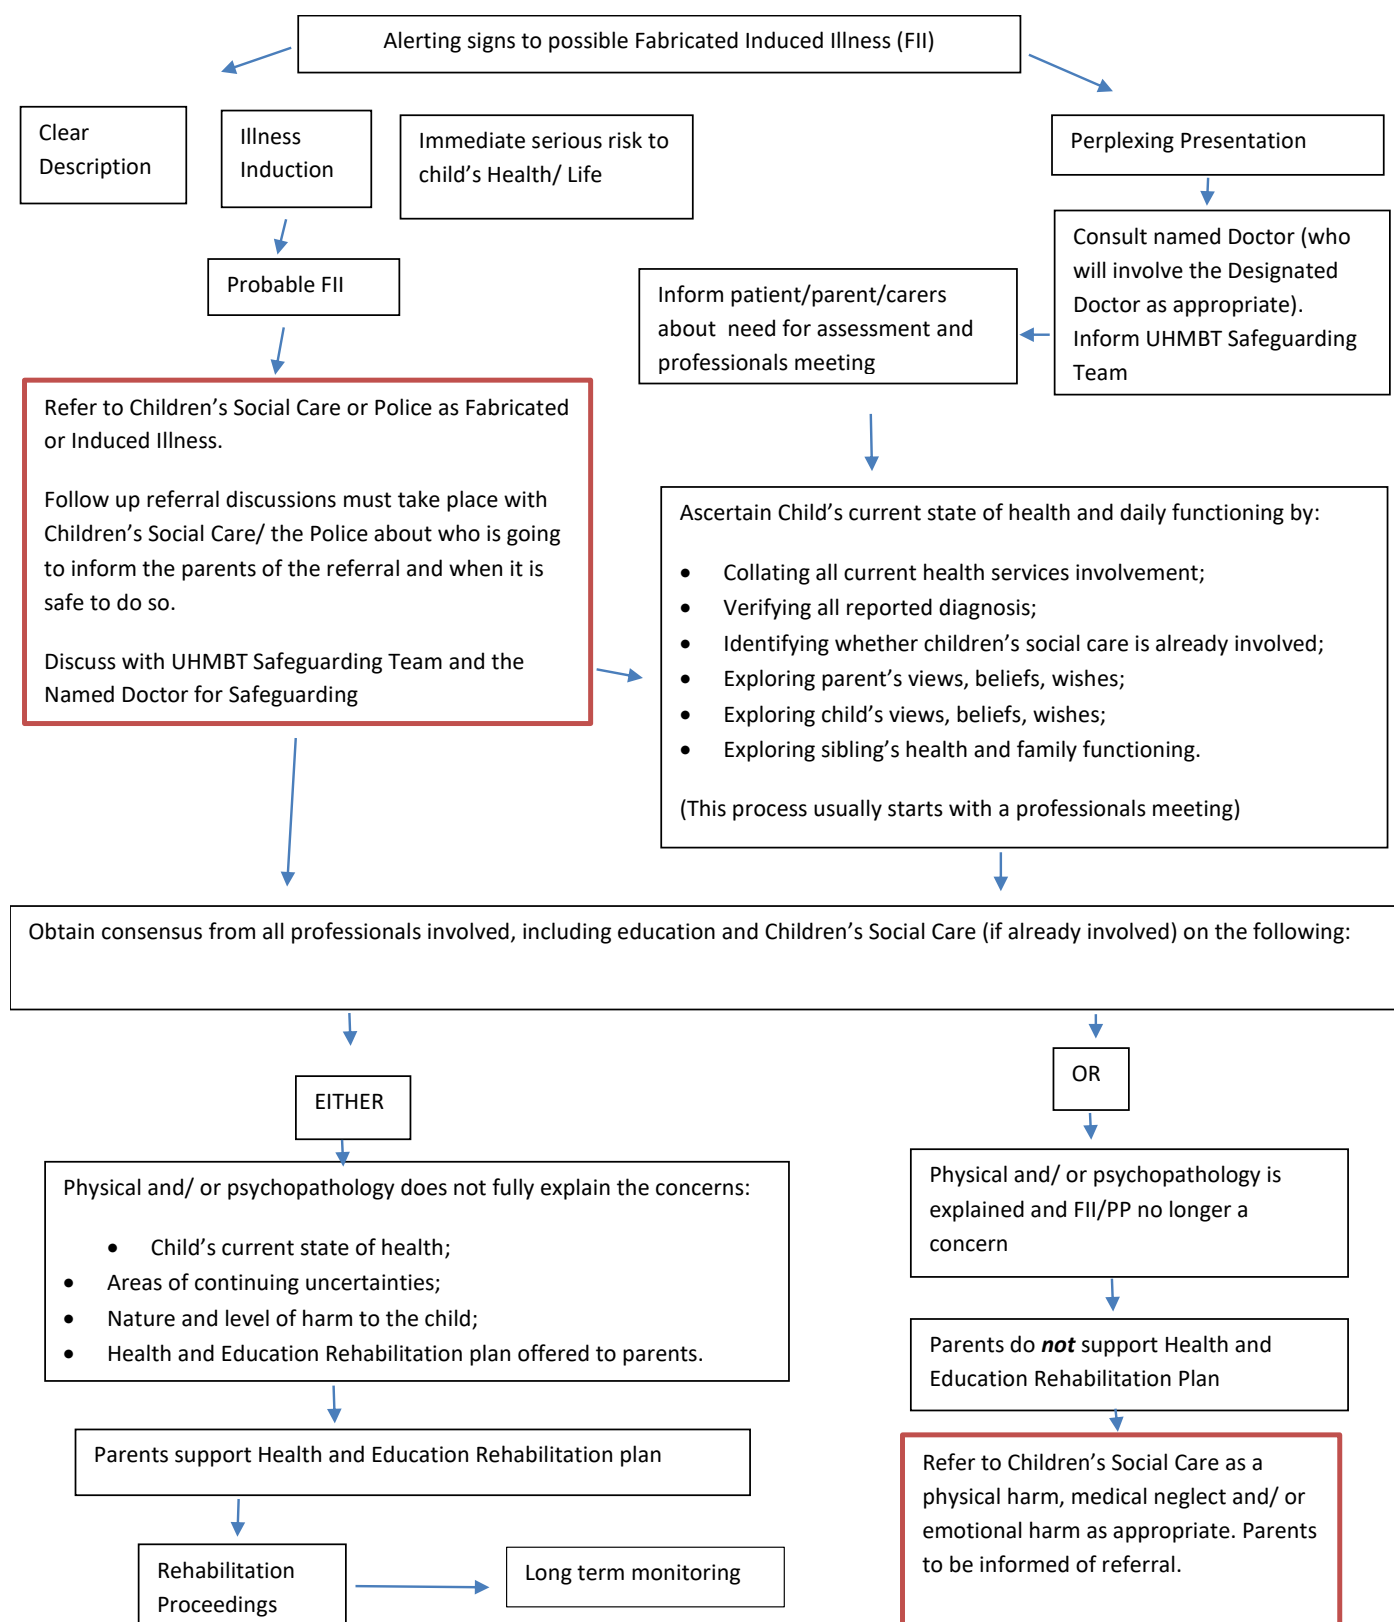 Alerting signs to possible Fabricated Induced Illness (FII)
Clear
Description
Illness
Induction
Immediate serious risk to
child’s Health/ Life
Perplexing Presentation
Probable FII
Consult named Doctor (who
will involve the Designated
Doctor as appropriate).
Inform UHMBT Safeguarding
Team
Inform patient/parent/carers
about  need for assessment and
professionals meeting
Refer to Children’s Social Care or Police as Fabricated
or Induced Illness.
Follow up referral discussions must take place with
Children’s Social Care/ the Police about who is going
to inform the parents of the referral and when it is
safe to do so.
Discuss with UHMBT Safeguarding Team and the
Named Doctor for Safeguarding
Ascertain Child’s current state of health and daily functioning by:
• Collating all current health services involvement;
• Verifying all reported diagnosis;
• Identifying whether children’s social care is already involved;
• Exploring parent’s views, beliefs, wishes;
• Exploring child’s views, beliefs, wishes;
• Exploring sibling’s health and family functioning.
(This process usually starts with a professionals meeting)
Obtain consensus from all professionals involved, including education and Children’s Social Care (if already involved) on the following:
EITHER
OR
Physical and/ or psychopathology does not fully explain the concerns:
• Child’s current state of health;
• Areas of continuing uncertainties;
• Nature and level of harm to the child;
• Health and Education Rehabilitation plan offered to parents.
Physical and/ or psychopathology is
explained and FII/PP no longer a
concern
Parents do not support Health and
Education Rehabilitation Plan
Parents support Health and Education Rehabilitation plan
Refer to Children’s Social Care as a
physical harm, medical neglect and/ or
emotional harm as appropriate. Parents
to be informed of referral.
Rehabilitation
Proceedings
Long term monitoring